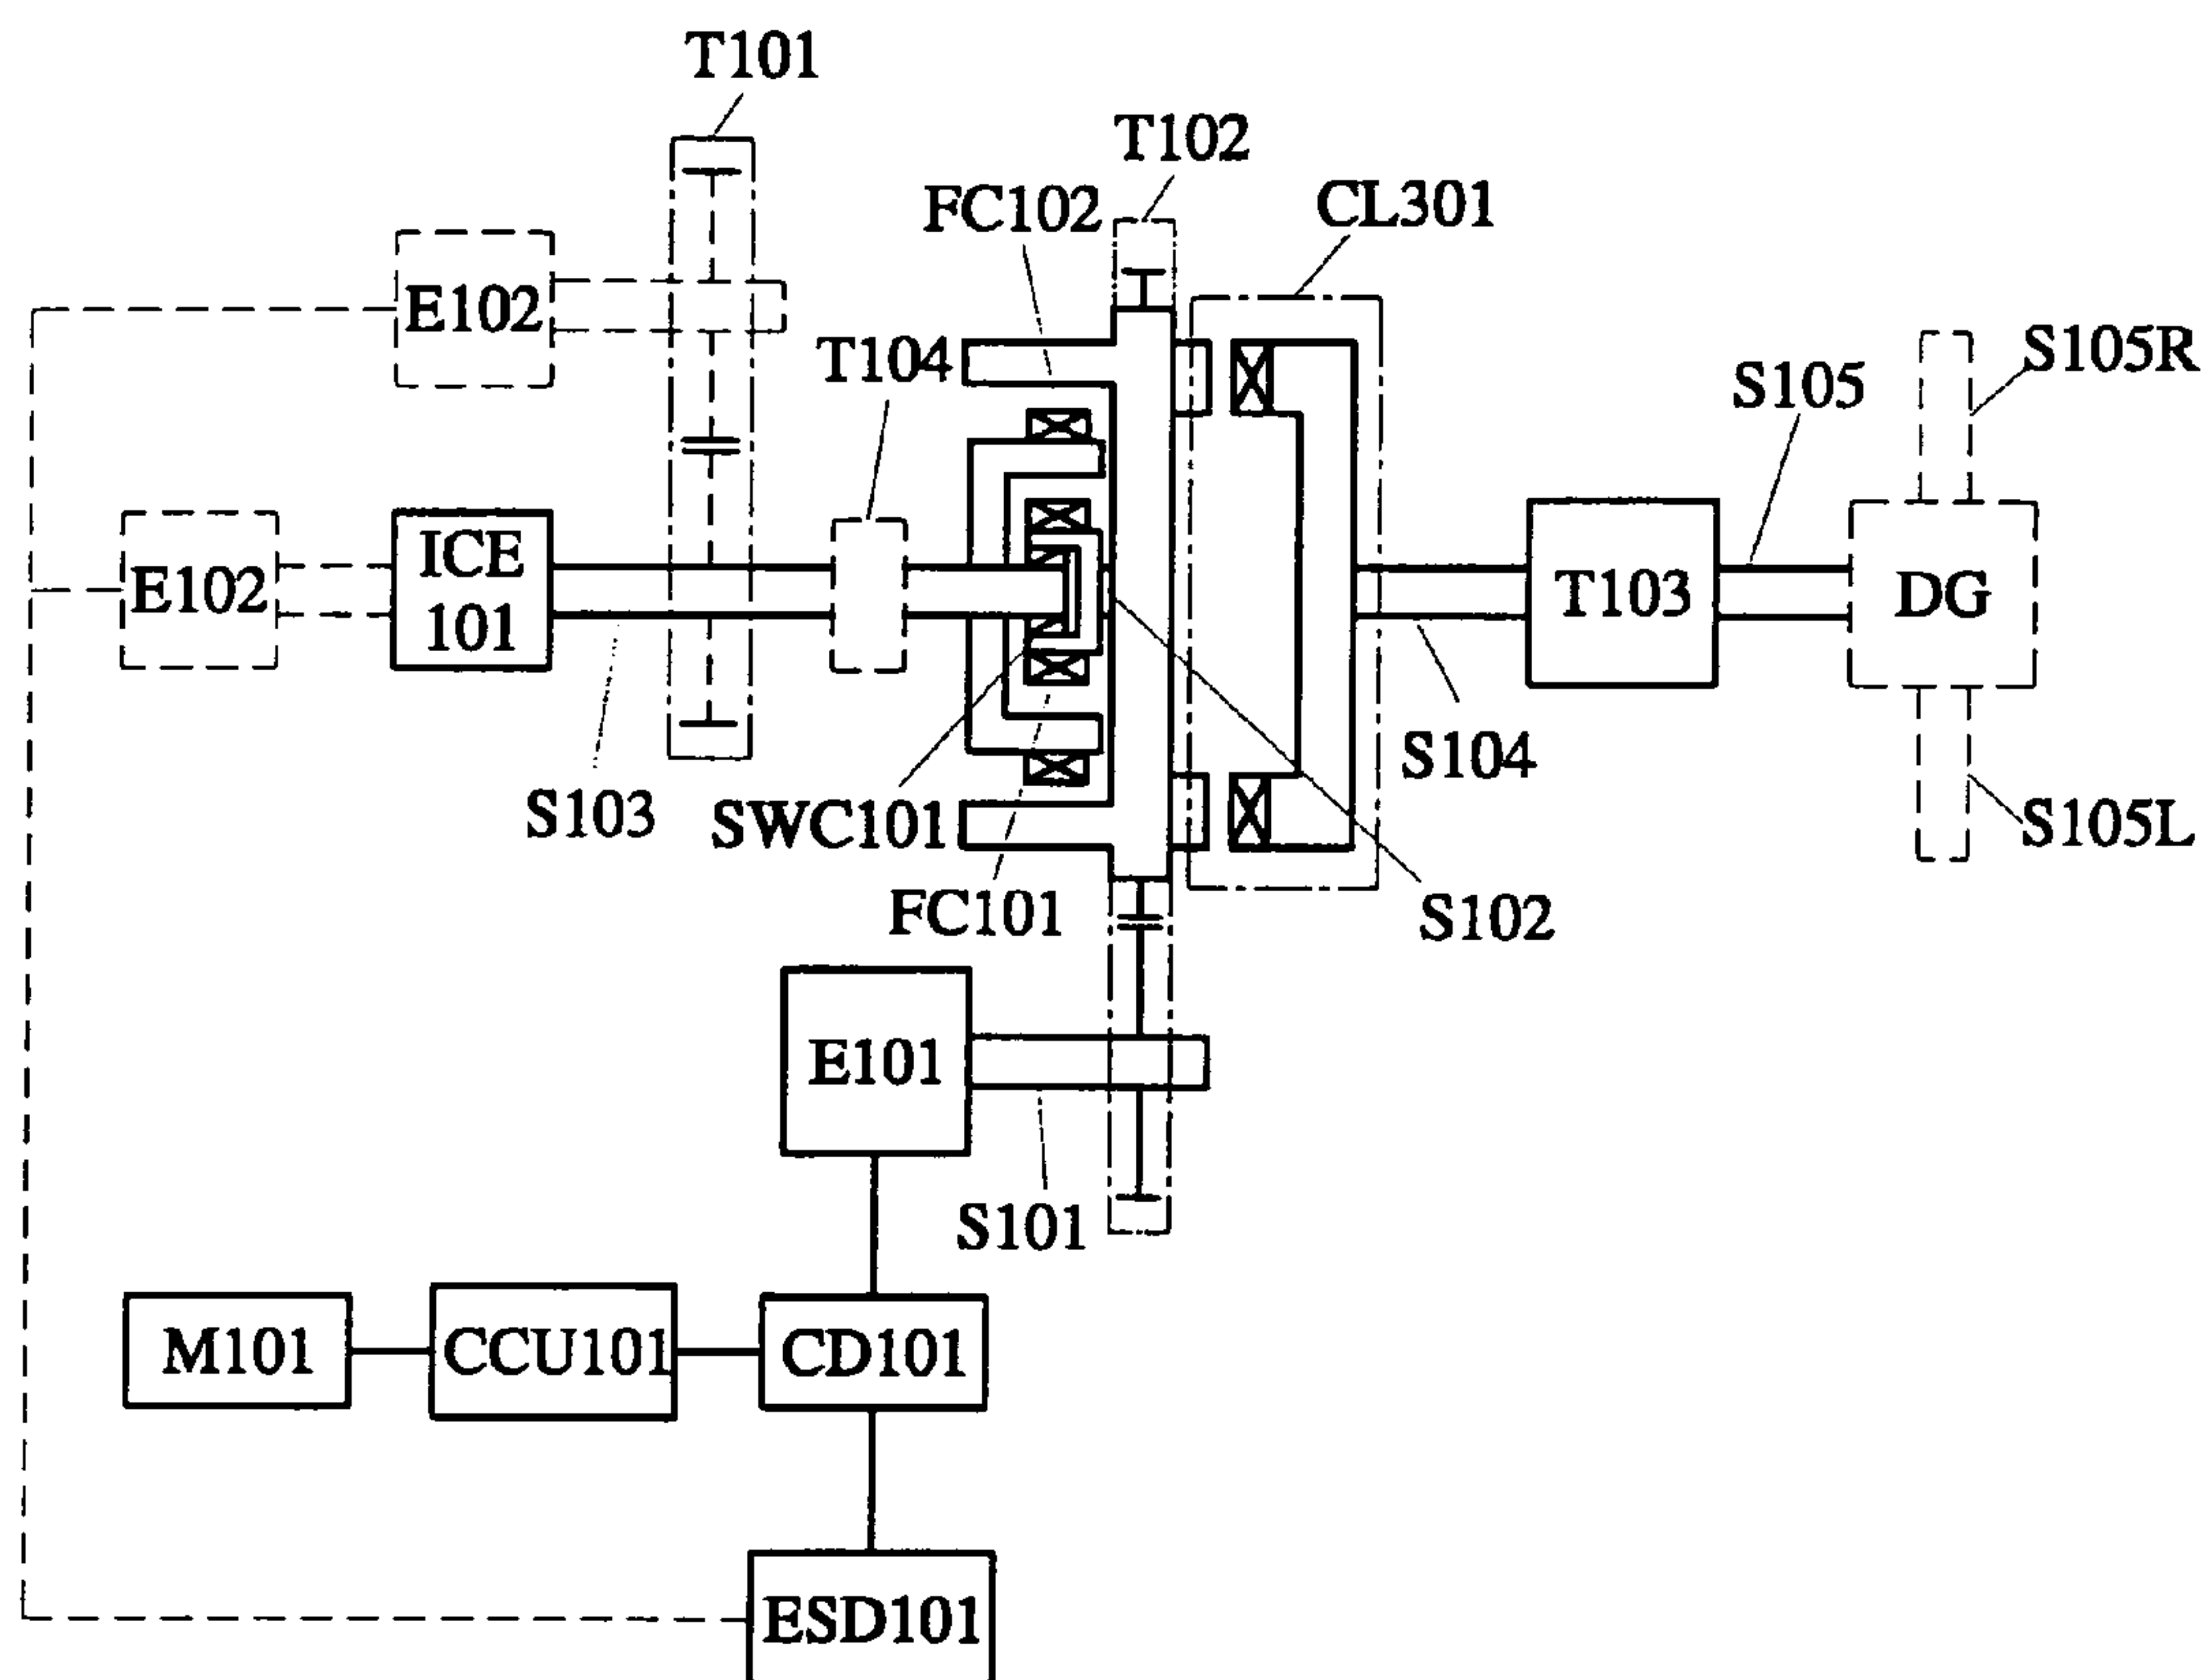 T101
T102
FC102
CL301
E102
T104
S105R
S105
E102
ICE
101
T103
DG
S104
S103
SWC101
S105L
FC101
S102
E101
S101
M101
CCU101
CD101
ESD101